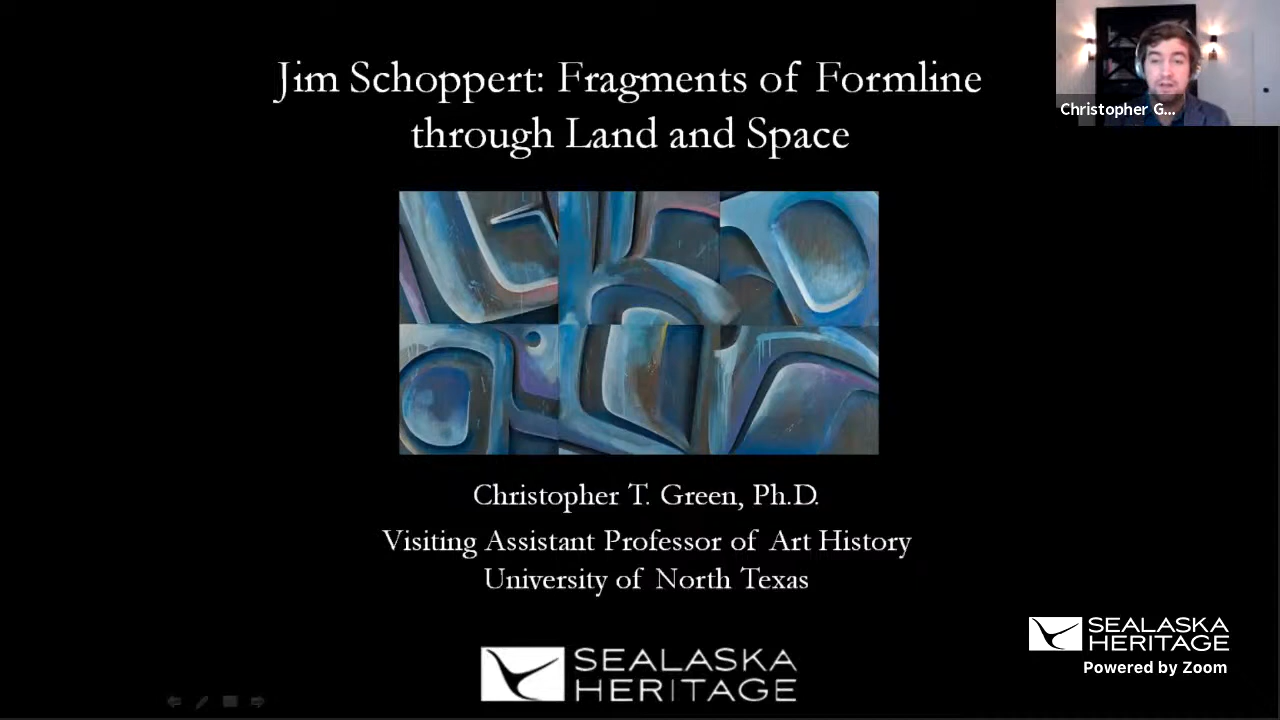 Jim Schoppert: Fragments of Formline
through Land and Space
Christopher G...
Christopher T. Green, Ph.D.
Visiting Assistant Professor of Art History
University of North Texas
SEALASKA
HERITAGE
SEALASKA
HERITAGE
Powered by Zoom